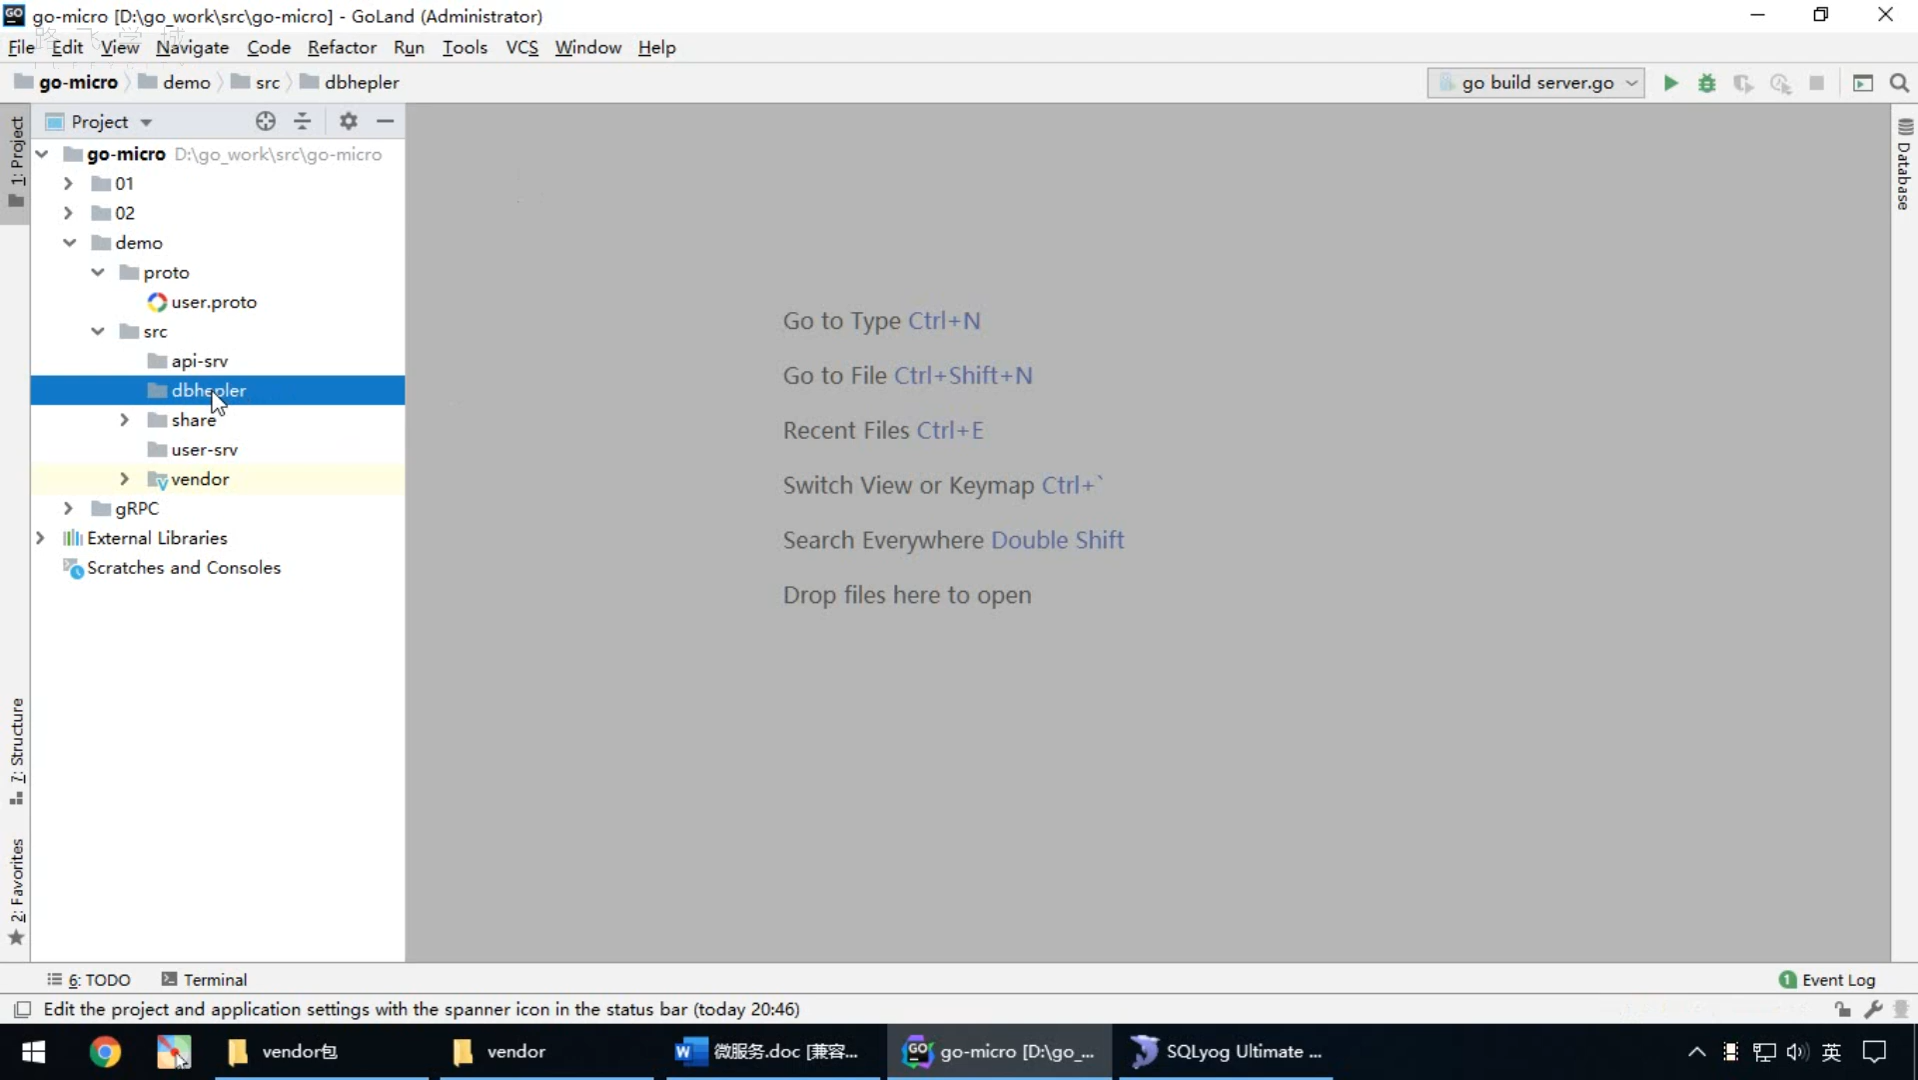 go-micro [D:\go_work\src\go-micro] - GoLand (Administrator)
路飞学城
File Edit View Navigate Code Refactor Run Tools VCS Window Help
go-micro demo src dbhepler
go build server.go
1: Project
Project
Database
go-micro D:\go_work\src\go-micro
01
02
demo
proto
user.proto
src
api-srv
dbhepler
share
user-srv
vendor
gRPC
External Libraries
Scratches and Consoles
Go to Type Ctrl+N
Go to File Ctrl+Shift+N
Recent Files Ctrl+E
Switch View or Keymap Ctrl+`
Search Everywhere Double Shift
Drop files here to open
7: Structure
2: Favorites
6: TODO Terminal
1 Event Log
Edit the project and application settings with the spanner icon in the status bar (today 20:46)
vendor包
vendor
微服务.doc [兼容...
go-micro [D:\go_...
SQLyog Ultimate ...
英